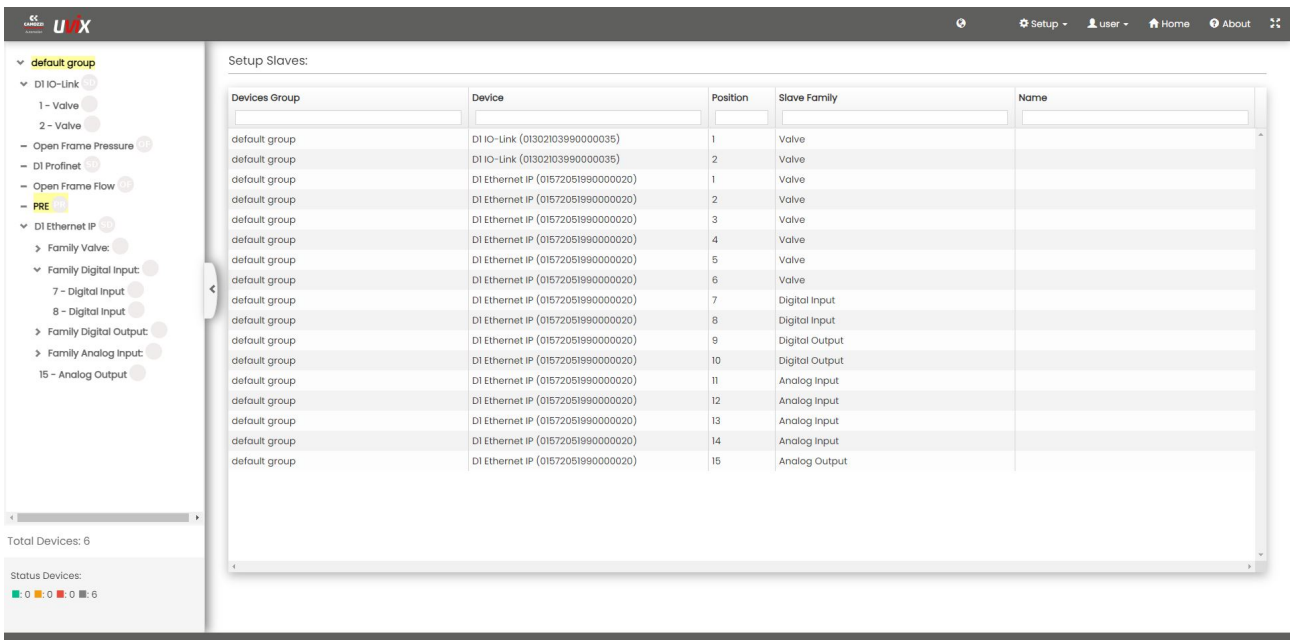 CAMOZZI
Automation
UVIX
Setup
user
Home
About
default group
D1 IO-Link SD
1 - Valve
2 - Valve
Open Frame Pressure OP
D1 Profinet SD
Open Frame Flow OF
PRE PR
D1 Ethernet IP SD
Family Valve:
Family Digital Input:
7 - Digital Input
8 - Digital Input
Family Digital Output:
Family Analog Input:
15 - Analog Output
Total Devices: 6
Status Devices:
: 0 : 0 : 0 : 6
Setup Slaves:
Devices Group Device Position Slave Family Name
default group D1 IO-Link (01302103990000035) 1 Valve
default group D1 IO-Link (01302103990000035) 2 Valve
default group D1 Ethernet IP (01572051990000020) 1 Valve
default group D1 Ethernet IP (01572051990000020) 2 Valve
default group D1 Ethernet IP (01572051990000020) 3 Valve
default group D1 Ethernet IP (01572051990000020) 4 Valve
default group D1 Ethernet IP (01572051990000020) 5 Valve
default group D1 Ethernet IP (01572051990000020) 6 Valve
default group D1 Ethernet IP (01572051990000020) 7 Digital Input
default group D1 Ethernet IP (01572051990000020) 8 Digital Input
default group D1 Ethernet IP (01572051990000020) 9 Digital Output
default group D1 Ethernet IP (01572051990000020) 10 Digital Output
default group D1 Ethernet IP (01572051990000020) 11 Analog Input
default group D1 Ethernet IP (01572051990000020) 12 Analog Input
default group D1 Ethernet IP (01572051990000020) 13 Analog Input
default group D1 Ethernet IP (01572051990000020) 14 Analog Input
default group D1 Ethernet IP (01572051990000020) 15 Analog Output